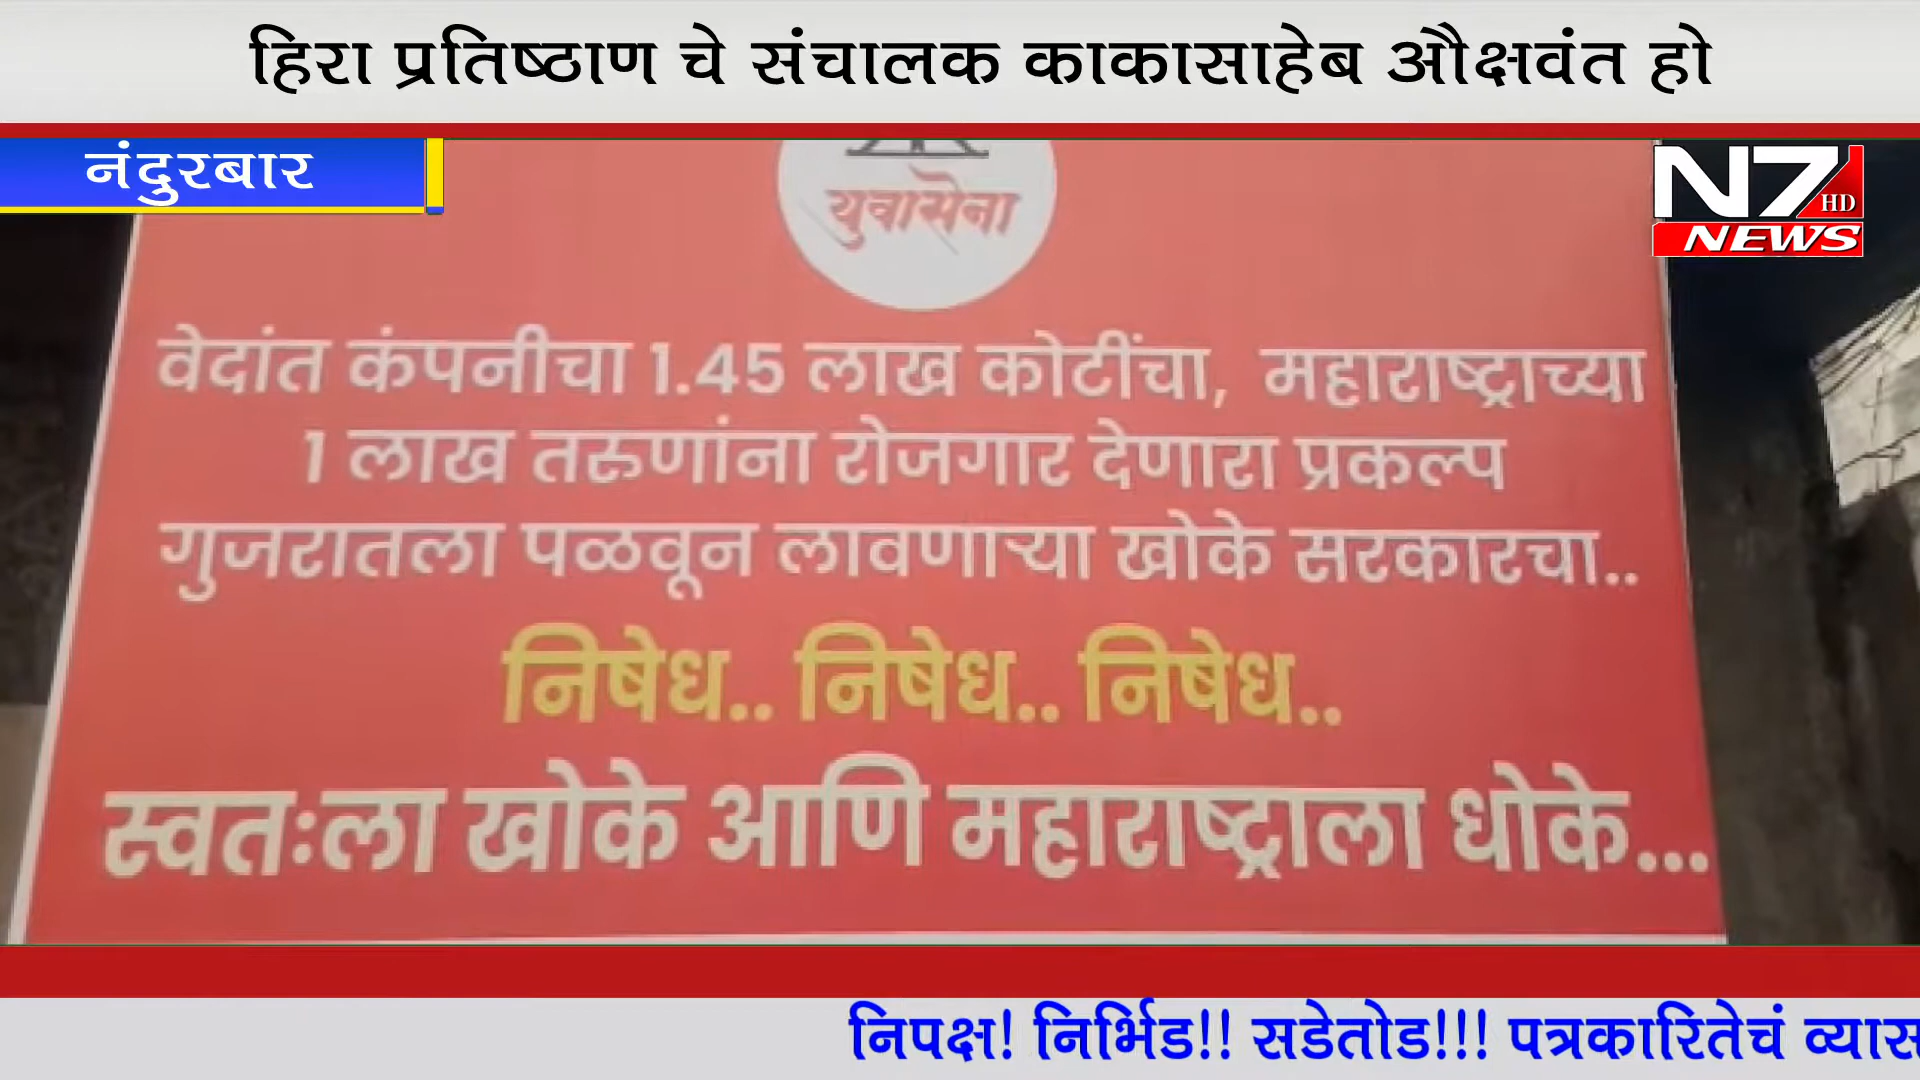 हिरा प्रतिष्ठाण चे संचालक काकासाहेब औक्षवंत हो
नंदुरबार
N7 HD
NEWS
युवासेना
वेदांत कंपनीचा 1.45 लाख कोटींचा, महाराष्ट्राच्या
1 लाख तरुणांना रोजगार देणारा प्रकल्प
गुजरातला पळवून लावणाऱ्या खोके सरकारचा..
निषेध.. निषेध.. निषेध..
स्वतःला खोके आणि महाराष्ट्राला धोके...
निपक्ष! निर्भिड!! सडेतोड!!! पत्रकारितेचं व्यास